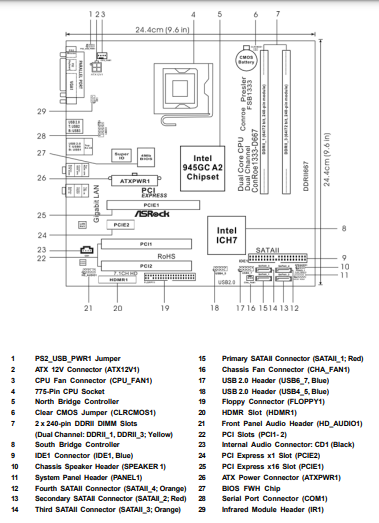 24.4cm (9.6 in)
1 2 3 4 5 6 7
CMOS
Battery
PARALLEL PORT
FSB1333
Dual Core CPU
Dual Channel
ConRoe1333-D667
Conroe Presler
DDRII667
24.4cm (9.6 in)
29
28
27
26
25
24
23
22
Super
I/O
Intel
945GC A2
Chipset
ATXPWR1
PCI
EXPRESS
Gigabit LAN
PCIE1
ASRock
PCIE2
Intel
ICH7
8
SATAII
PCI1
RoHS
PCI2
7.1CH HD
HDMR1
USB2.0
9
10
11
21 20 19 18 17 16 15 14 13 12
1 PS2_USB_PWR1 Jumper
2 ATX 12V Connector (ATX12V1)
3 CPU Fan Connector (CPU_FAN1)
4 775-Pin CPU Socket
5 North Bridge Controller
6 Clear CMOS Jumper (CLRCMOS1)
7 2 x 240-pin DDRII DIMM Slots
(Dual Channel: DDRII_1, DDRII_3; Yellow)
8 South Bridge Controller
9 IDE1 Connector (IDE1, Blue)
10 Chassis Speaker Header (SPEAKER 1)
11 System Panel Header (PANEL1)
12 Fourth SATAII Connector (SATAII_4; Orange)
13 Secondary SATAII Connector (SATAII_2; Red)
14 Third SATAII Connector (SATAII_3; Orange)
15 Primary SATAII Connector (SATAII_1; Red)
16 Chassis Fan Connector (CHA_FAN1)
17 USB 2.0 Header (USB6_7, Blue)
18 USB 2.0 Header (USB4_5, Blue)
19 Floppy Connector (FLOPPY1)
20 HDMR Slot (HDMR1)
21 Front Panel Audio Header (HD_AUDIO1)
22 PCI Slots (PCI1- 2)
23 Internal Audio Connector: CD1 (Black)
24 PCI Express x1 Slot (PCIE2)
25 PCI Express x16 Slot (PCIE1)
26 ATX Power Connector (ATXPWR1)
27 BIOS FWH Chip
28 Serial Port Connector (COM1)
29 Infrared Module Header (IR1)